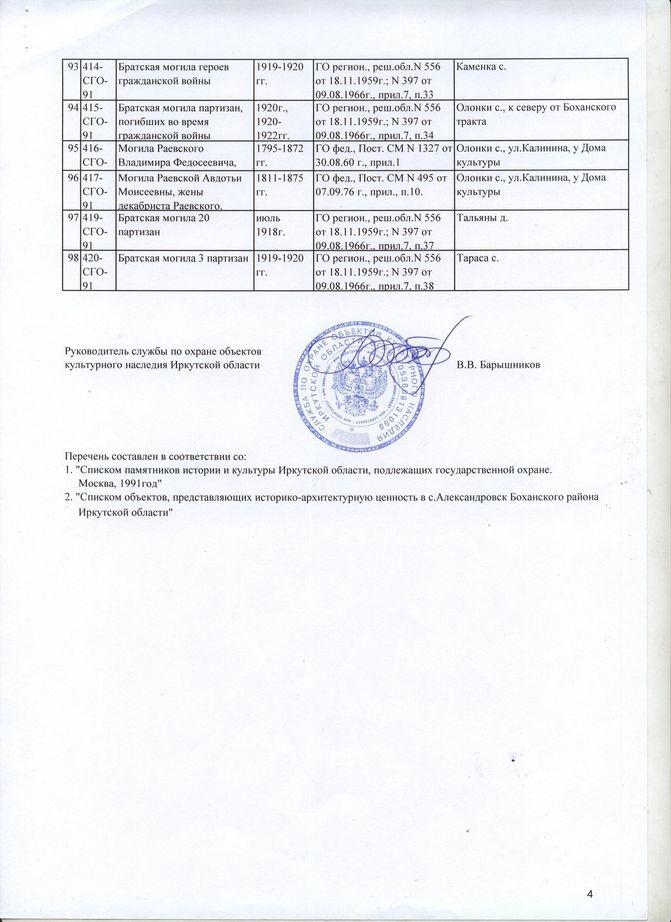 93 414- Братская могила героев 1919-1920 ГО регион., реш.обл.N 556 Каменка с.
СГО- гражданской войны гг. от 18.11.1959г.; N 397 от
91 09.08.1966г., прил.7, п.33
94 415- Братская могила партизан, 1920г., ГО регион., реш.обл.N 556 Олонки с., к северу от Боханского
СГО- погибших во время 1920- от 18.11.1959г.; N 397 от тракта
91 гражданской войны 1922гг. 09.08.1966г., прил.7, п.34
95 416- Могила Раевского 1795-1872 ГО фед., Пост. СМ N 1327 от Олонки с., ул.Калинина, у Дома
СГО- Владимира Федосеевича, гг. 30.08.60 г., прил.1 культуры
96 417- Могила Раевской Авдотьи 1811-1875 ГО фед., Пост. СМ N 495 от Олонки с., ул.Калинина, у Дома
СГО- Моисеевны, жены гг. 07.09.76 г., прил., п.10. культуры
91 декабриста Раевского.
97 419- Братская могила 20 июль ГО регион., реш.обл.N 556 Тальяны д.
СГО- партизан 1918г. от 18.11.1959г.; N 397 от
91 09.08.1966г., прил.7, п.37
98 420- Братская могила 3 партизан 1919-1920 ГО регион., реш.обл.N 556 Тараса с.
СГО- гг. от 18.11.1959г.; N 397 от
91 09.08.1966г., прил.7, п.38
Руководитель службы по охране объектов
культурного наследия Иркутской области В.В. Барышников
СЛУЖБА ПО ОХРАНЕ ОБЪЕКТОВ КУЛЬТУРНОГО НАСЛЕДИЯ
ИРКУТСКОЙ ОБЛАСТИ
Перечень составлен в соответствии со:
1. "Списком памятников истории и культуры Иркутской области, подлежащих государственной охране.
Москва, 1991год"
2. "Списком объектов, представляющих историко-архитектурную ценность в с.Александровск Боханского района
Иркутской области"
4